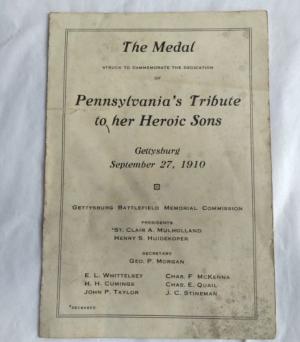 The Medal
STRUCK TO COMMEMORATE THE DEDICATION
OF
Pennsylvania's Tribute
to her Heroic Sons
Gettysburg
September 27, 1910
GETTYSBURG BATTLEFIELD MEMORIAL COMMISSION
PRESIDENTS
*ST. CLAIR A. MULHOLLAND
HENRY S. HUIDEKOPER
SECRETARY
GEO. P. MORGAN
E. L. WHITTELSEY
H. H. CUMINGS
JOHN P. TAYLOR
CHAS. F. MCKENNA
CHAS. E. QUAIL
J. C. STINEMAN
*DECEASED